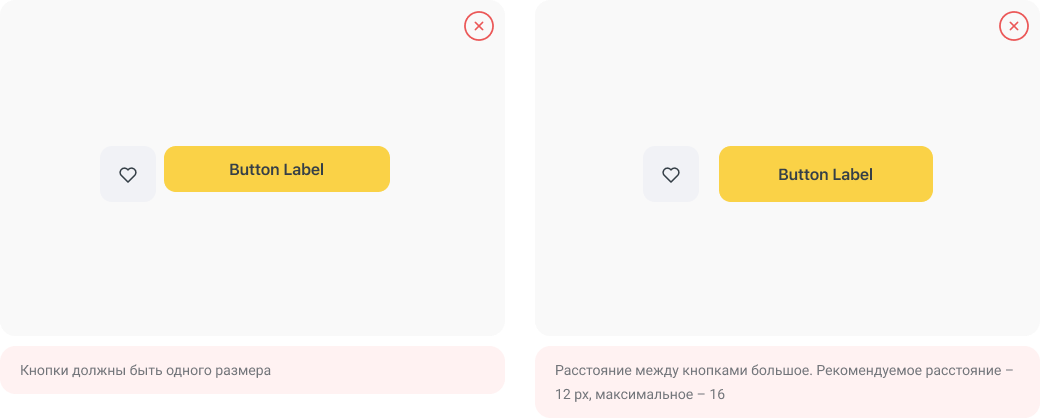 Button Label
Button Label
Кнопки должны быть одного размера
Расстояние между кнопками большое. Рекомендуемое расстояние –
12 px, максимальное – 16